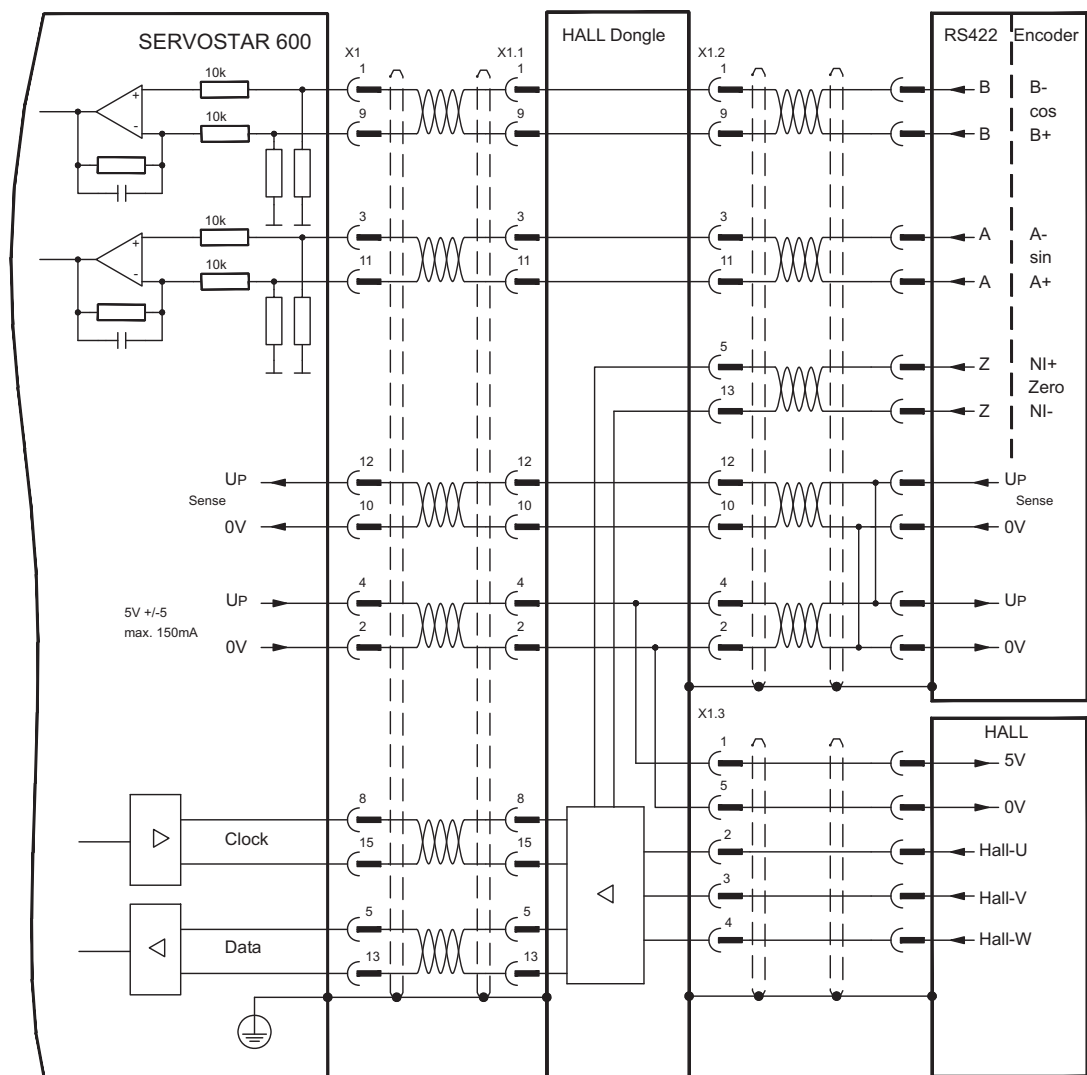 SERVOSTAR 600
HALL Dongle
RS422 Encoder
X1 X1.1 X1.2
10k
+
-
10k
1 1 1 B B-
cos
9 9 9 B B+
10k
+
-
10k
3 3 3 A A-
sin
11 11 11 A A+
5 Z NI+
Zero
13 Z NI-
UP 12 12 12 UP
Sense Sense
0V 10 10 10 0V
5V +/-5
max. 150mA
UP 4 4 4 UP
0V 2 2 2 0V
X1.3
HALL
1 5V
5 0V
Clock
8 8
15 15
2 Hall-U
3 Hall-V
4 Hall-W
Data
5 5
13 13